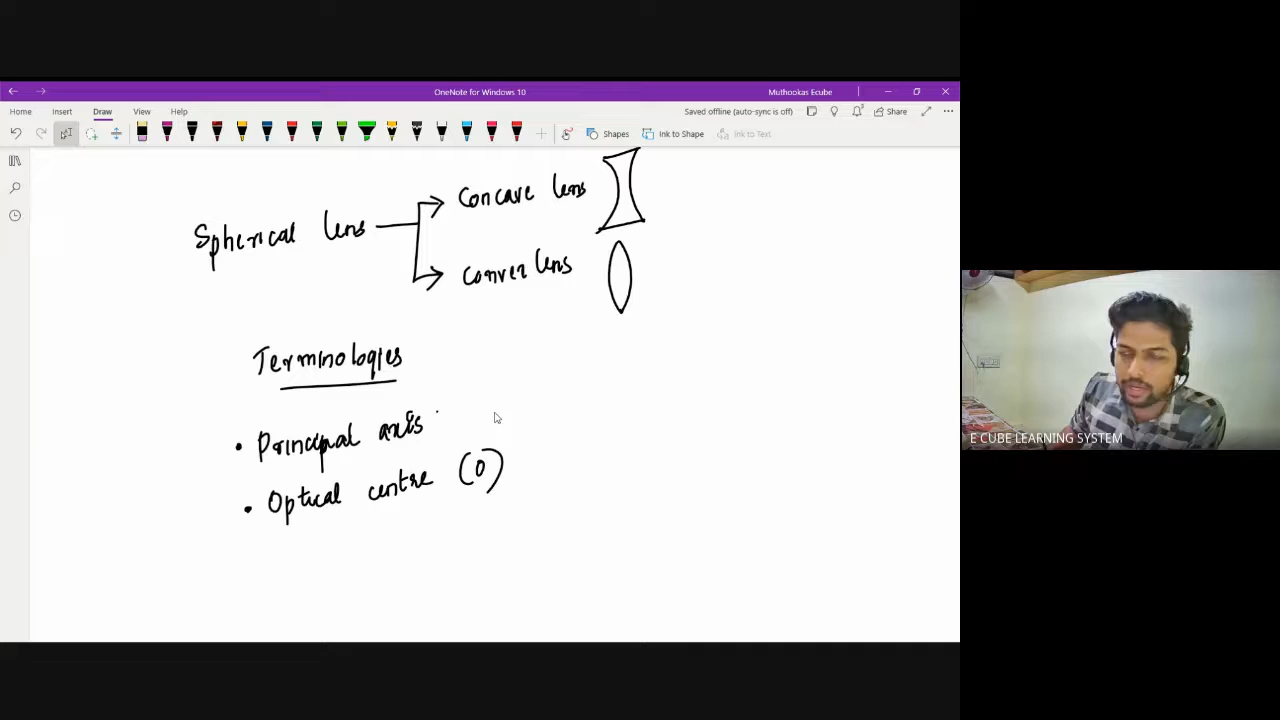 OneNote for Windows 10
Muthookas Ecube
Home Insert Draw View Help
Saved offline (auto-sync is off)
Share
Shapes
Ink to Shape
Ink to Text
Spherical lens
Concave lens
Convex lens
Terminologies
• Principal axis
• Optical centre (O)
E CUBE LEARNING SYSTEM